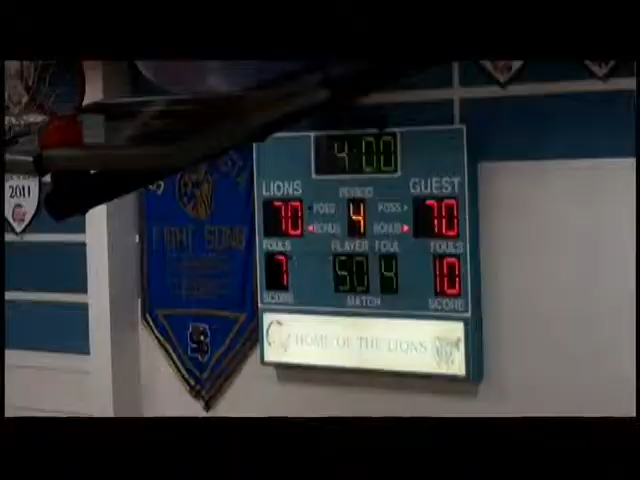 4:00
LIONS GUEST
PERIOD
70 POSS 4 POSS 70
BONUS BONUS
FOULS PLAYER FOUL FOULS
7 50 4 10
SCORE MATCH SCORE
HOME OF THE LIONS
2011
FIGHT SONG